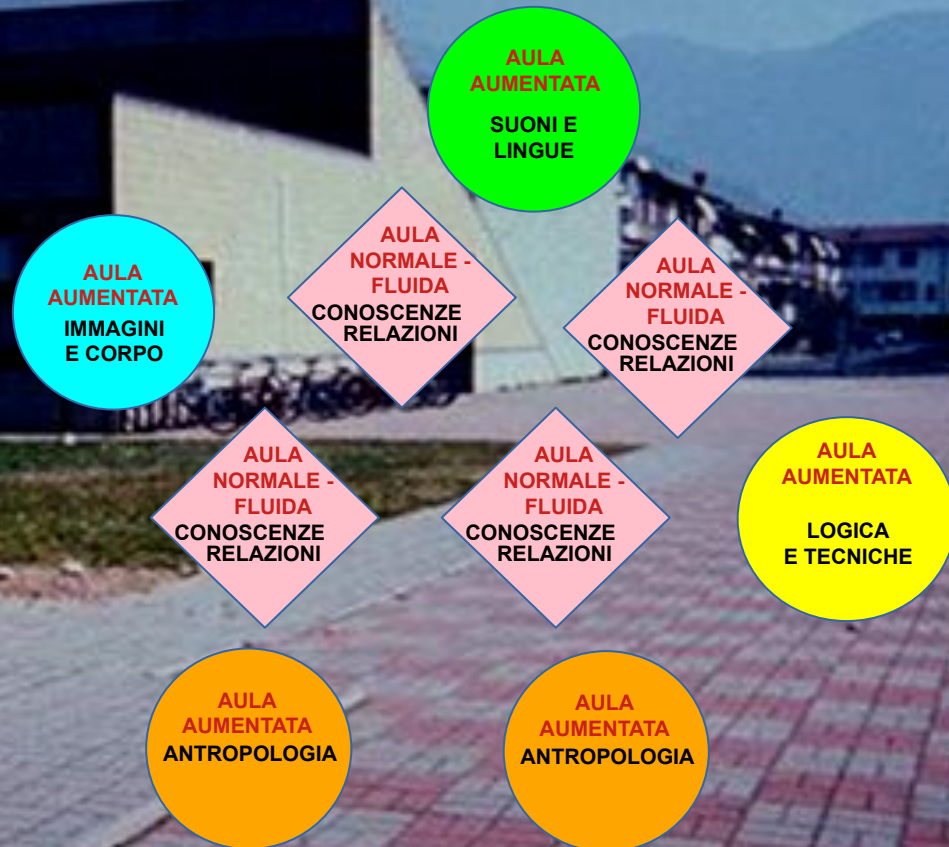 AULA
AUMENTATA
SUONI E
LINGUE
AULA
AUMENTATA
IMMAGINI
E CORPO
AULA
NORMALE -
FLUIDA
CONOSCENZE
RELAZIONI
AULA
NORMALE -
FLUIDA
CONOSCENZE
RELAZIONI
AULA
NORMALE -
FLUIDA
CONOSCENZE
RELAZIONI
AULA
NORMALE -
FLUIDA
CONOSCENZE
RELAZIONI
AULA
AUMENTATA
LOGICA
E TECNICHE
AULA
AUMENTATA
ANTROPOLOGIA
AULA
AUMENTATA
ANTROPOLOGIA